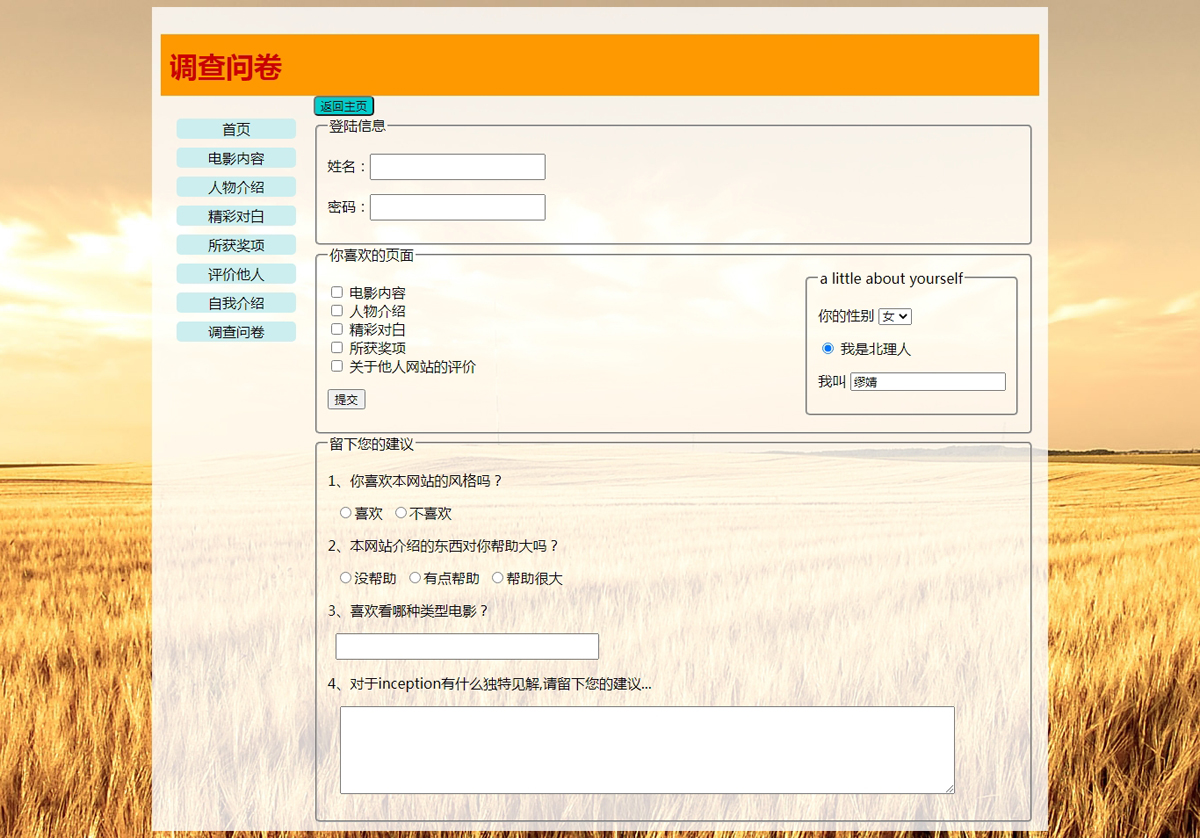 调查问卷
返回主页
首页
电影内容
人物介绍
精彩对白
所获奖项
评价他人
自我介绍
调查问卷
登陆信息
姓名：
密码：
你喜欢的页面
电影内容
人物介绍
精彩对白
所获奖项
关于他人网站的评价
提交
a little about yourself
你的性别 女
我是北理人
我叫 缪婧
留下您的建议
1、你喜欢本网站的风格吗？
喜欢 不喜欢
2、本网站介绍的东西对你帮助大吗？
没帮助 有点帮助 帮助很大
3、喜欢看哪种类型电影？
4、对于inception有什么独特见解,请留下您的建议...